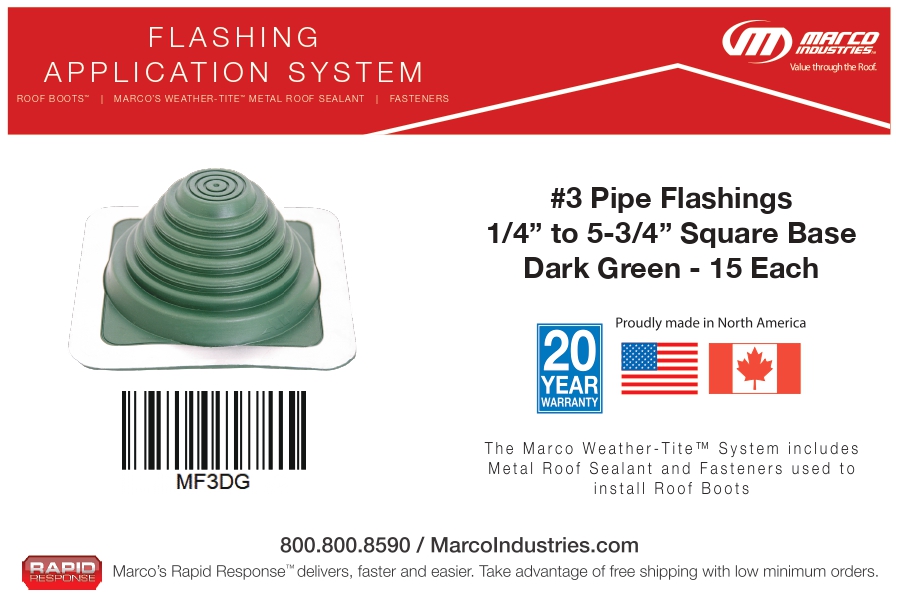 FLASHING
APPLICATION SYSTEM
ROOF BOOTS™ | MARCO'S WEATHER-TITE™ METAL ROOF SEALANT | FASTENERS
MARCO
INDUSTRIES™
Value through the Roof.
#3 Pipe Flashings
1/4” to 5-3/4” Square Base
Dark Green - 15 Each
Proudly made in North America
20
YEAR
WARRANTY
MF3DG
The Marco Weather-Tite™ System includes
Metal Roof Sealant and Fasteners used to
install Roof Boots
800.800.8590 / MarcoIndustries.com
RAPID
RESPONSE
Marco’s Rapid Response™ delivers, faster and easier. Take advantage of free shipping with low minimum orders.